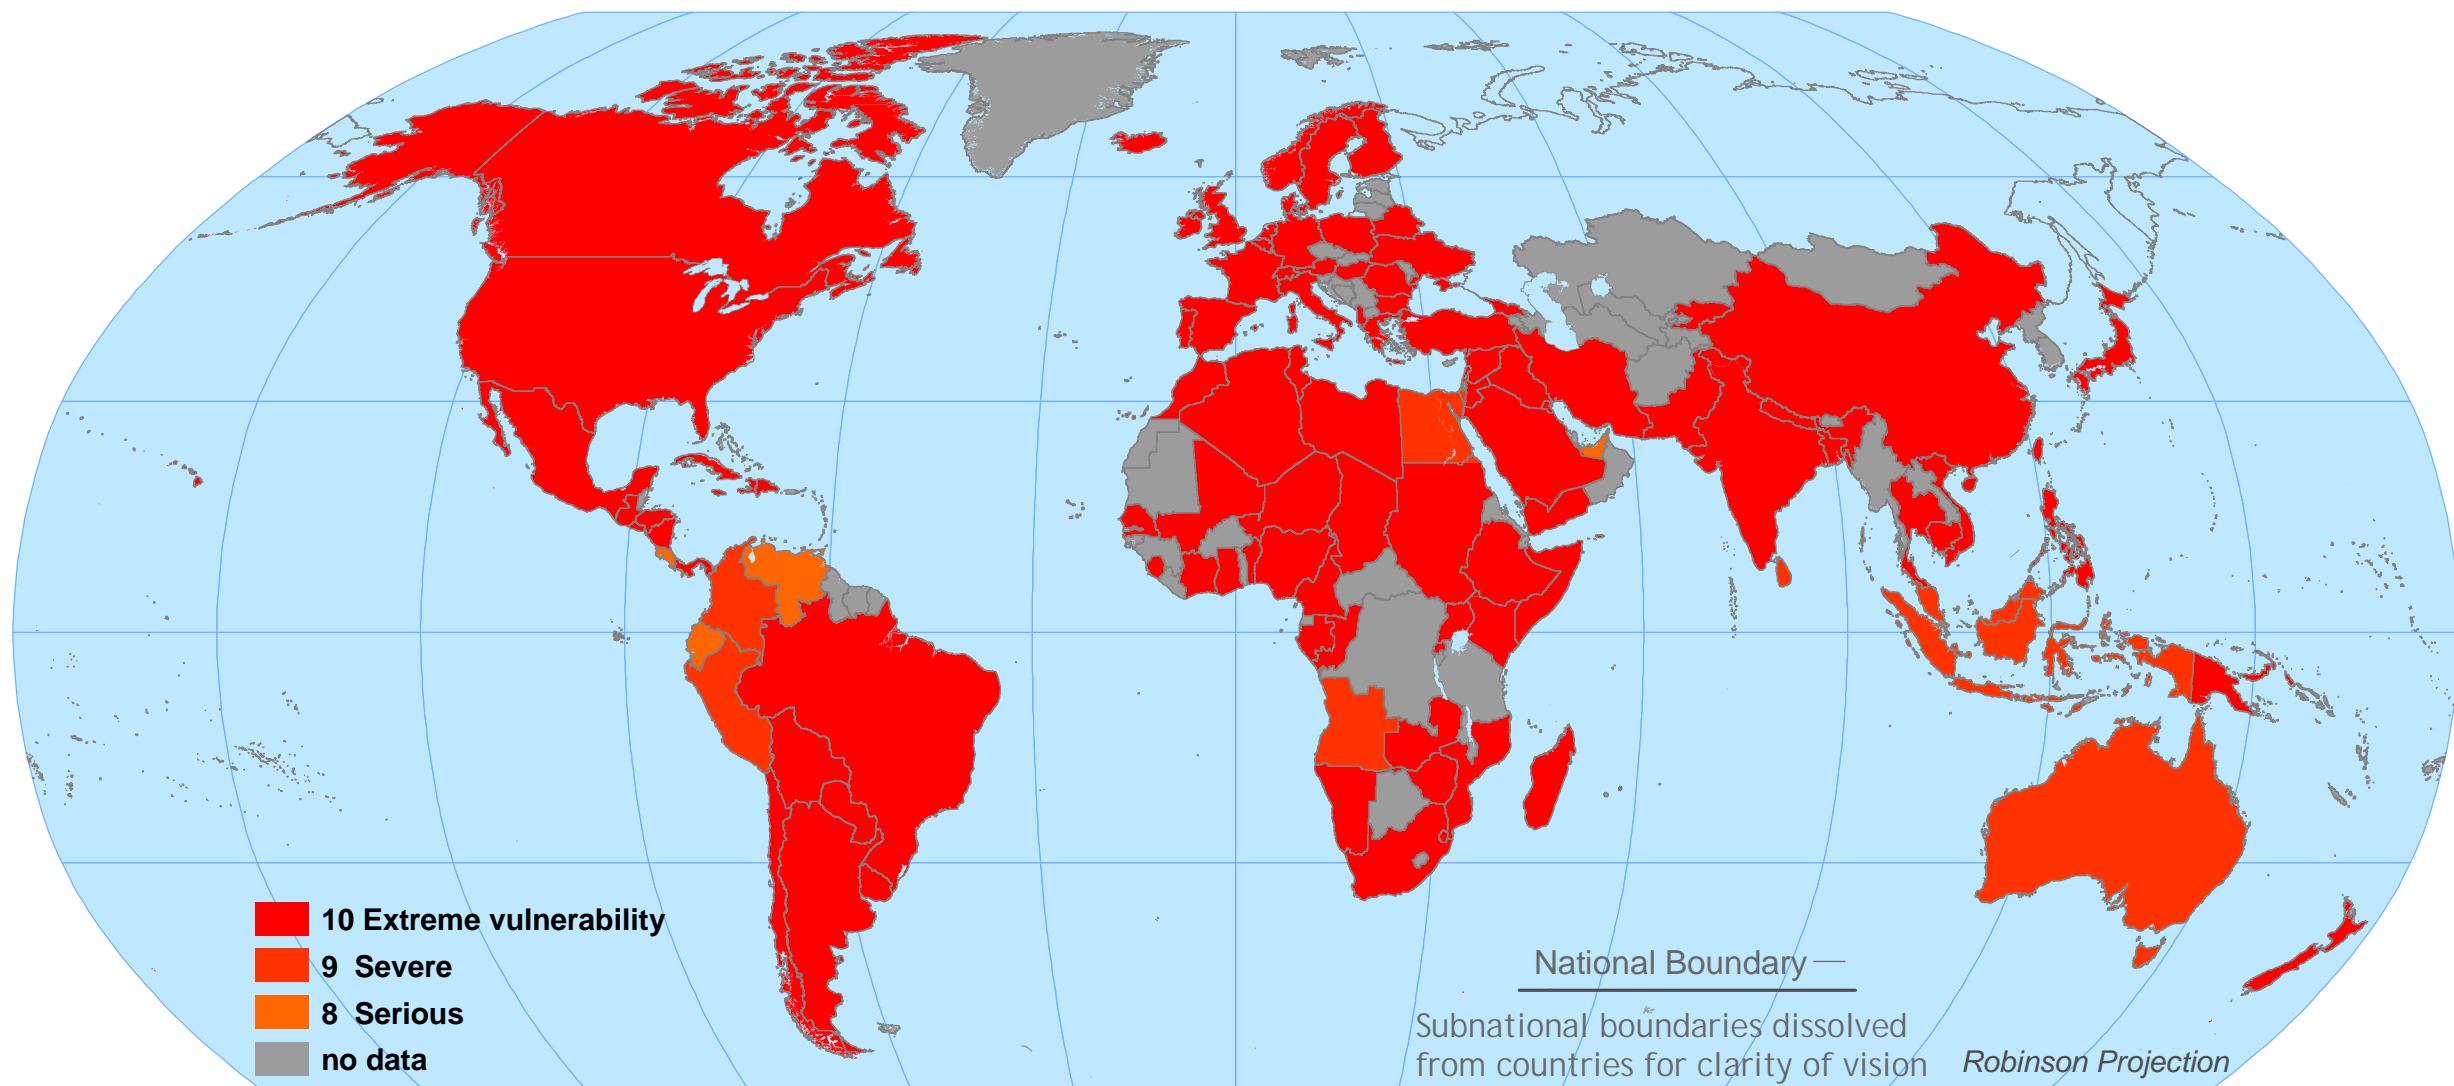 10 Extreme vulnerability
9 Severe
8 Serious
no data
National Boundary
Subnational boundaries dissolved
from countries for clarity of vision
Robinson Projection